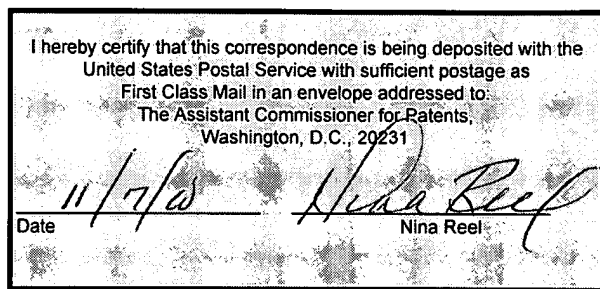 I hereby certify that this correspondence is being deposited with the
United States Postal Service with sufficient postage as
First Class Mail in an envelope addressed to:
The Assistant Commissioner for Patents,
Washington, D.C., 20231
11/7/00 Nina Reel
Date Nina Reel